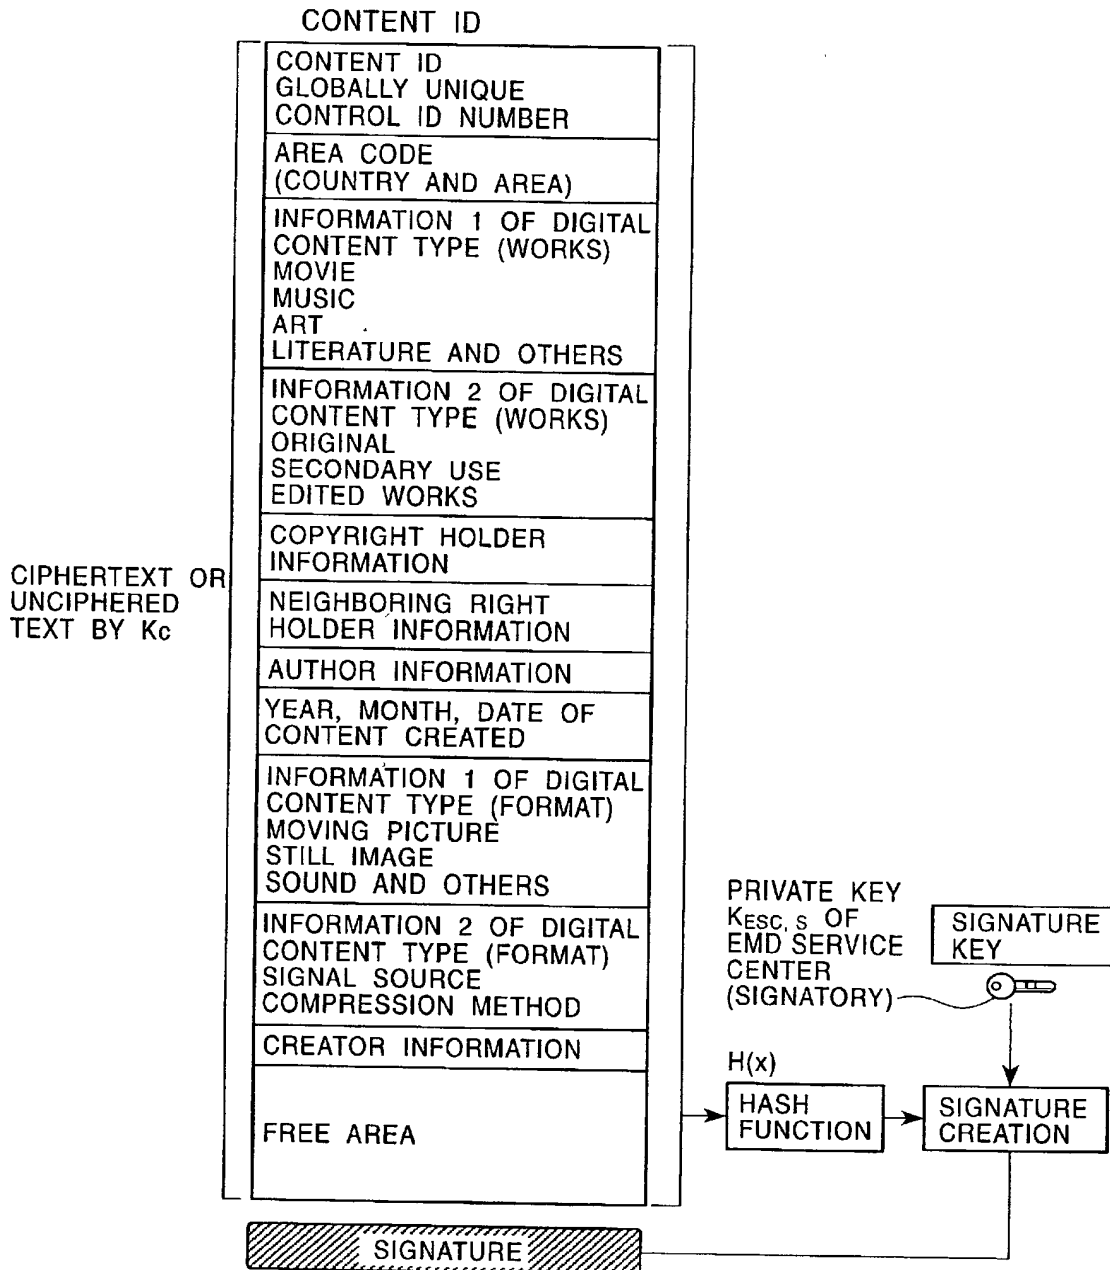 CONTENT ID
CONTENT ID
GLOBALLY UNIQUE
CONTROL ID NUMBER
AREA CODE
(COUNTRY AND AREA)
INFORMATION 1 OF DIGITAL
CONTENT TYPE (WORKS)
MOVIE
MUSIC
ART
LITERATURE AND OTHERS
INFORMATION 2 OF DIGITAL
CONTENT TYPE (WORKS)
ORIGINAL
SECONDARY USE
EDITED WORKS
COPYRIGHT HOLDER
INFORMATION
NEIGHBORING RIGHT
HOLDER INFORMATION
AUTHOR INFORMATION
YEAR, MONTH, DATE OF
CONTENT CREATED
INFORMATION 1 OF DIGITAL
CONTENT TYPE (FORMAT)
MOVING PICTURE
STILL IMAGE
SOUND AND OTHERS
INFORMATION 2 OF DIGITAL
CONTENT TYPE (FORMAT)
SIGNAL SOURCE
COMPRESSION METHOD
CREATOR INFORMATION
FREE AREA
SIGNATURE
CIPHERTEXT OR
UNCIPHERED
TEXT BY Kc
PRIVATE KEY
KESC, S OF
EMD SERVICE
CENTER
(SIGNATORY)
SIGNATURE
KEY
H(x)
HASH
FUNCTION
SIGNATURE
CREATION